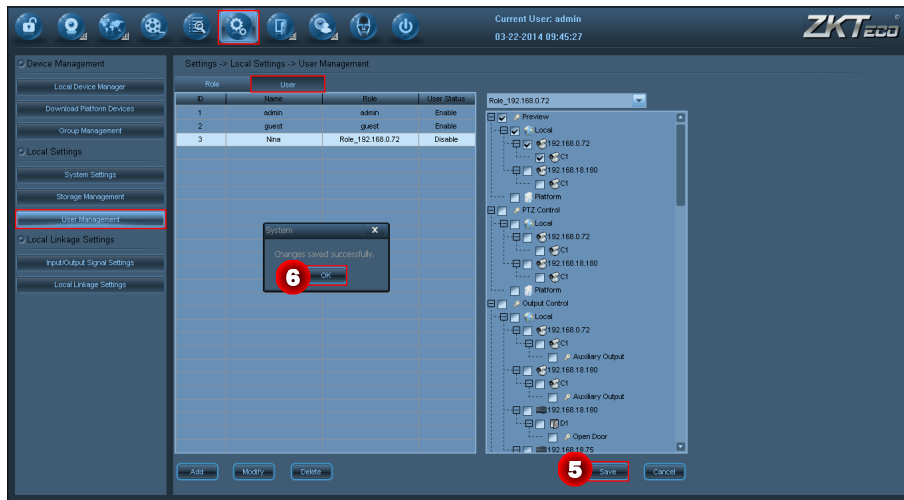 Current User: admin
03-22-2014 09:45:27
ZKTeco
Device Management
Local Device Manager
Download Platform Devices
Group Management
Local Settings
System Settings
Storage Management
User Management
Local Linkage Settings
Input/Output Signal Settings
Local Linkage Settings
Settings -> Local Settings -> User Management
Role User
ID Name Role User Status
1 admin admin Enable
2 guest guest Enable
3 Nina Role_192.168.0.72 Disable
System X
Changes saved successfully.
6 OK
Role_192.168.0.72
Preview
Local
192.168.0.72
C1
192.168.18.180
C1
Platform
PTZ Control
Local
192.168.0.72
C1
192.168.18.180
C1
Platform
Output Control
Local
192.168.0.72
C1
Auxiliary Output
192.168.18.180
C1
Auxiliary Output
192.168.18.180
D1
Open Door
192.168.18.75
Add Modify Delete
5 Save Cancel